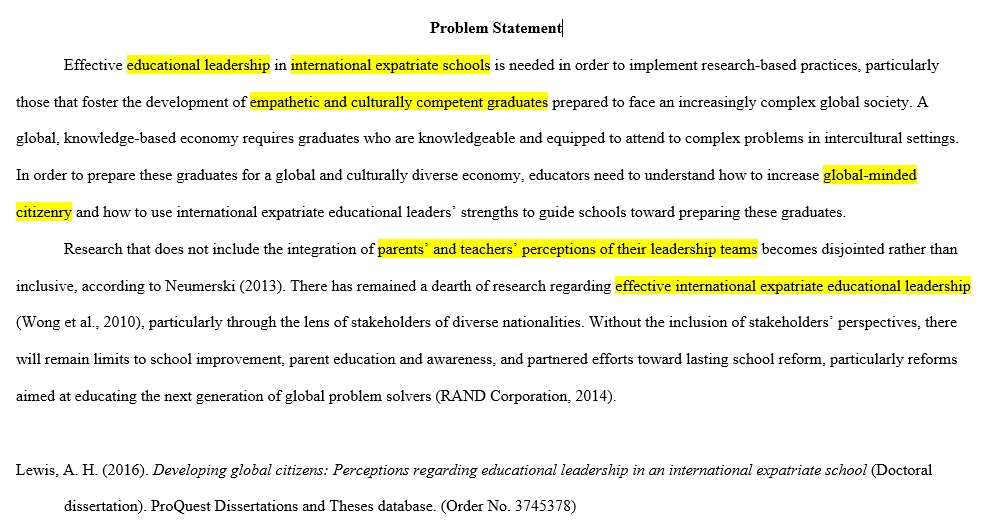 Problem Statement
Effective educational leadership in international expatriate schools is needed in order to implement research-based practices, particularly
those that foster the development of empathetic and culturally competent graduates prepared to face an increasingly complex global society. A
global, knowledge-based economy requires graduates who are knowledgeable and equipped to attend to complex problems in intercultural settings.
In order to prepare these graduates for a global and culturally diverse economy, educators need to understand how to increase global-minded
citizenry and how to use international expatriate educational leaders’ strengths to guide schools toward preparing these graduates.
Research that does not include the integration of parents’ and teachers’ perceptions of their leadership teams becomes disjointed rather than
inclusive, according to Neumerski (2013). There has remained a dearth of research regarding effective international expatriate educational leadership
(Wong et al., 2010), particularly through the lens of stakeholders of diverse nationalities. Without the inclusion of stakeholders’ perspectives, there
will remain limits to school improvement, parent education and awareness, and partnered efforts toward lasting school reform, particularly reforms
aimed at educating the next generation of global problem solvers (RAND Corporation, 2014).
Lewis, A. H. (2016). Developing global citizens: Perceptions regarding educational leadership in an international expatriate school (Doctoral
dissertation). ProQuest Dissertations and Theses database. (Order No. 3745378)